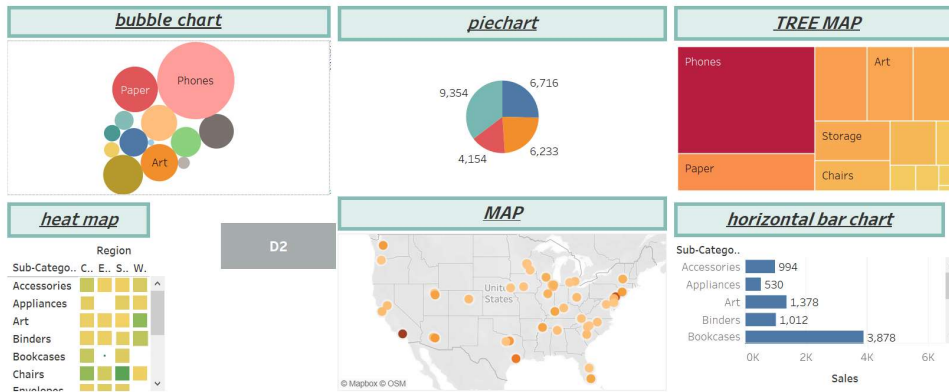 bubble chart
Phones
Paper
Art
piechart
9,354
6,716
4,154
6,233
TREE MAP
Phones
Art
Storage
Paper
Chairs
heat map
Region
Sub-Catego.. C.. E.. S.. W.
Accessories
Appliances
Art
Binders
Bookcases
Chairs
Envelopes
D2
MAP
United
States
© Mapbox © OSM
horizontal bar chart
Sub-Catego..
Accessories 994
Appliances 530
Art 1,378
Binders 1,012
Bookcases 3,878
0K 2K 4K 6K
Sales